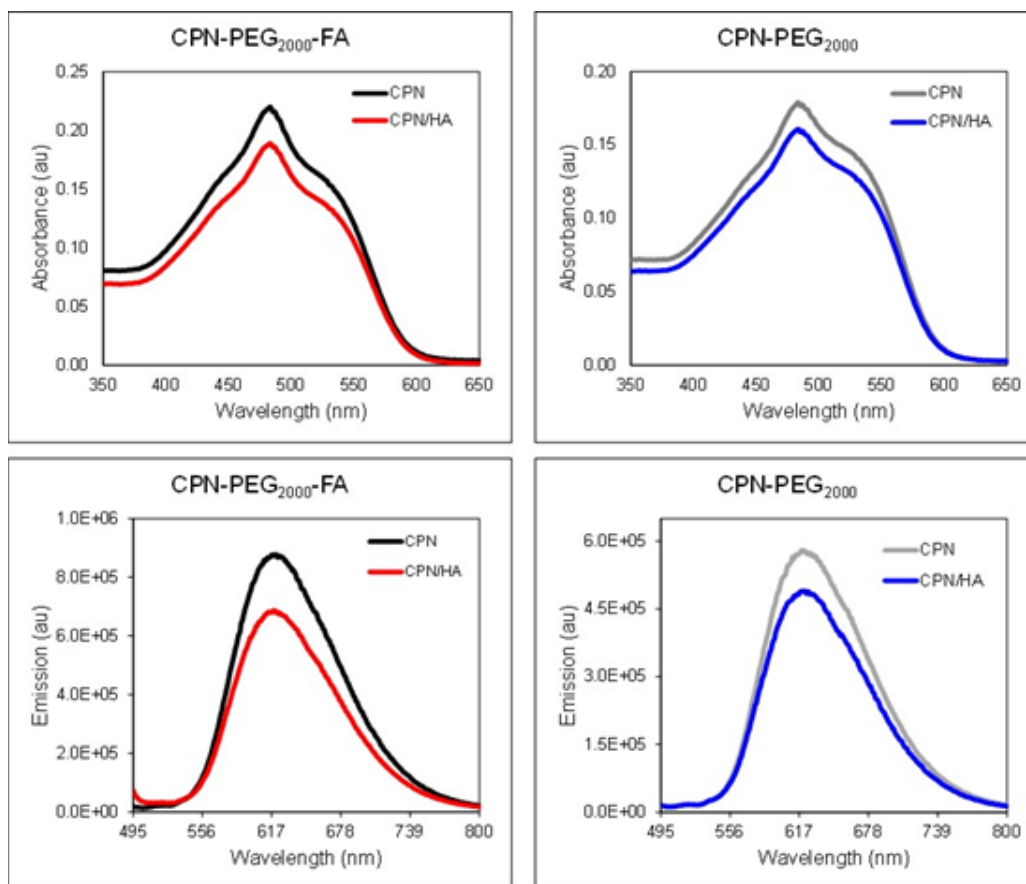 CPN-PEG2000-FA
0.25
0.20
0.15
0.10
0.05
0.00
Absorbance (au)
CPN
CPN/HA
350 400 450 500 550 600 650
Wavelength (nm)
CPN-PEG2000
0.20
0.15
0.10
0.05
0.00
Absorbance (au)
CPN
CPN/HA
350 400 450 500 550 600 650
Wavelength (nm)
CPN-PEG2000-FA
1.0E+06
8.0E+05
6.0E+05
4.0E+05
2.0E+05
0.0E+00
Emission (au)
CPN
CPN/HA
495 556 617 678 739 800
Wavelength (nm)
CPN-PEG2000
6.0E+05
4.5E+05
3.0E+05
1.5E+05
0.0E+00
Emission (au)
CPN
CPN/HA
495 556 617 678 739 800
Wavelength (nm)